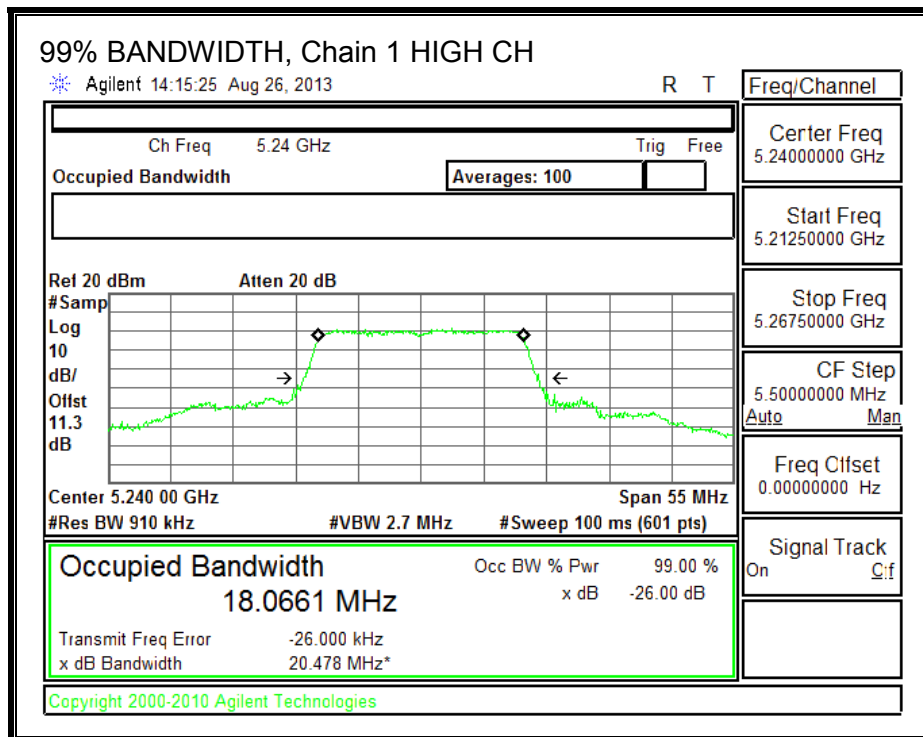 99% BANDWIDTH, Chain 1 HIGH CH
Agilent 14:15:25 Aug 26, 2013 R T
Freq/Channel
Ch Freq 5.24 GHz Trig Free
Occupied Bandwidth Averages: 100
Center Freq
5.24000000 GHz
Start Freq
5.21250000 GHz
Stop Freq
5.26750000 GHz
CF Step
5.50000000 MHz
Auto Man
Freq Offset
0.00000000 Hz
Signal Track
On Off
Ref 20 dBm Atten 20 dB
#Samp
Log
10
dB/
Offst
11.3
dB
Center 5.240 00 GHz Span 55 MHz
#Res BW 910 kHz #VBW 2.7 MHz #Sweep 100 ms (601 pts)
Occupied Bandwidth Occ BW % Pwr 99.00 %
18.0661 MHz x dB -26.00 dB
Transmit Freq Error -26.000 kHz
x dB Bandwidth 20.478 MHz*
Copyright 2000-2010 Agilent Technologies